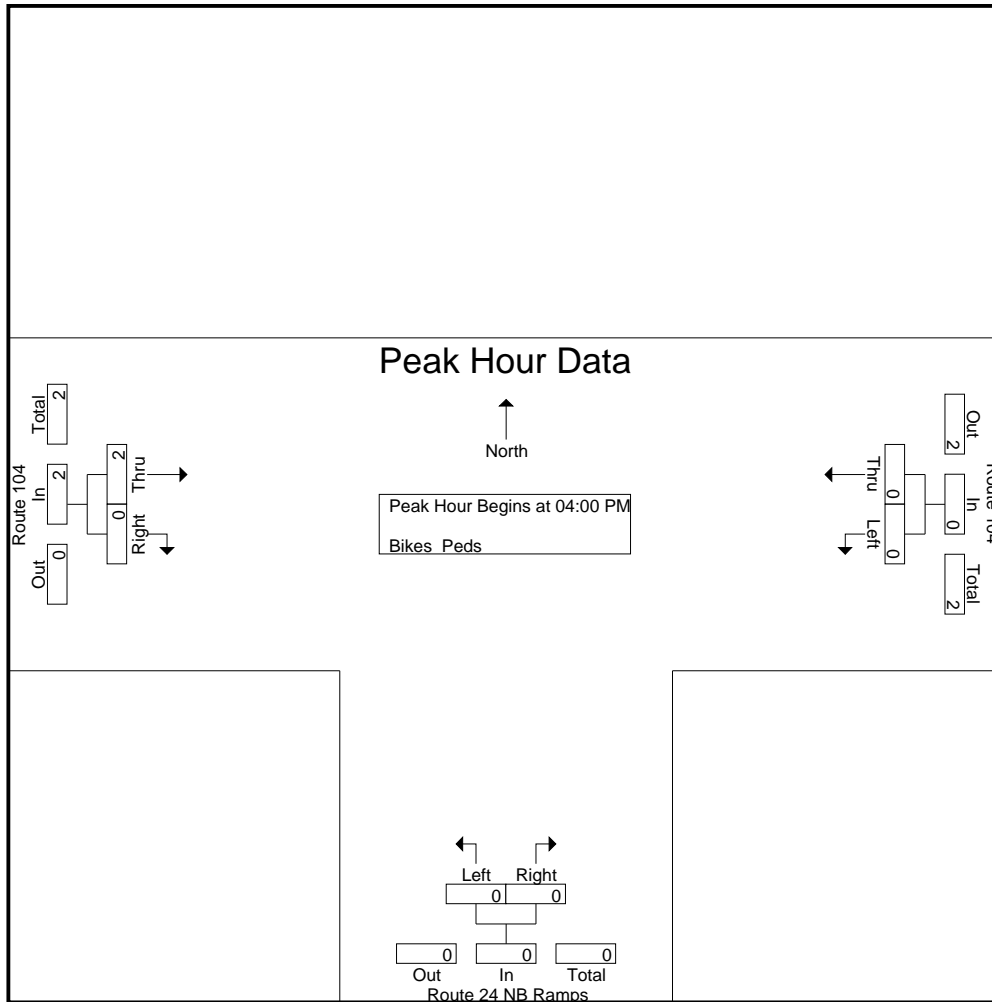 Peak Hour Data
North
Peak Hour Begins at 04:00 PM
Bikes Peds
Route 104
Total
2
In
2
Out
0
Thru
2
Right
0
Route 104
Out
2
In
0
Total
2
Thru
0
Left
0
Left Right
0 0
0 0 0
Out In Total
Route 24 NB Ramps